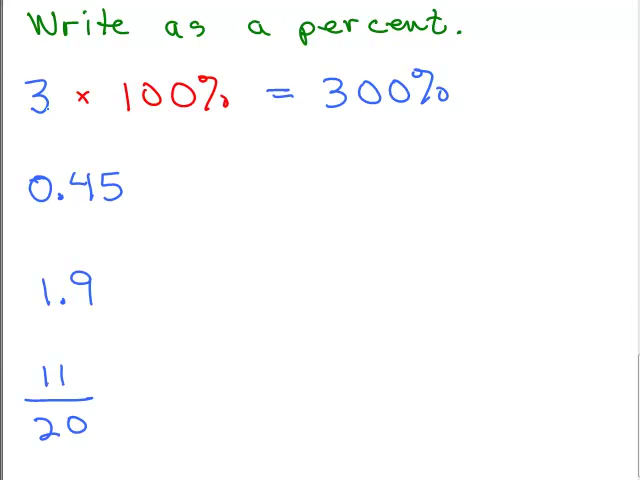 Write as a percent.
3 × 100% = 300%
0.45
1.9
11
20